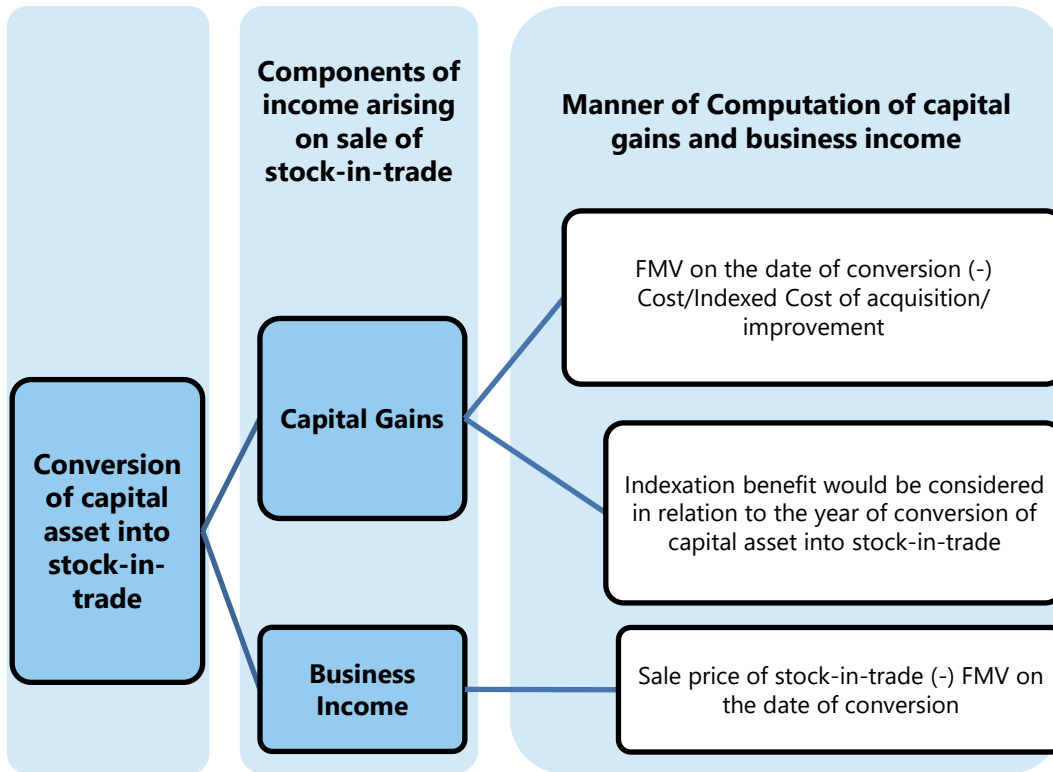 Components of
income arising
on sale of
stock-in-trade
Manner of Computation of capital
gains and business income
Conversion
of capital
asset into
stock-in-
trade
Capital Gains
FMV on the date of conversion (-)
Cost/Indexed Cost of acquisition/
improvement
Indexation benefit would be considered
in relation to the year of conversion of
capital asset into stock-in-trade
Business
Income
Sale price of stock-in-trade (-) FMV on
the date of conversion